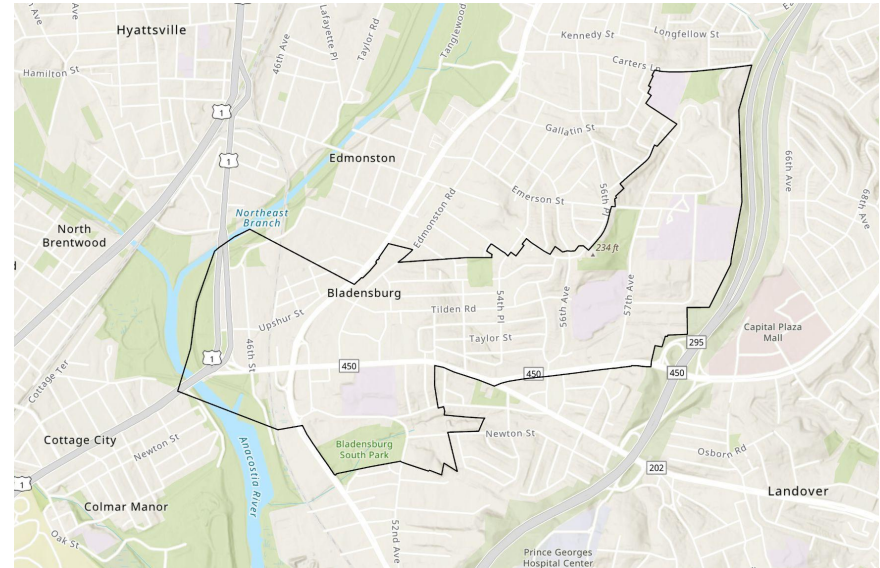 Hyattsville
Kennedy St
Longfellow St
Carters Ln
Lafayette Pl
Taylor Rd
46th Ave
Tanglewood
Hamilton St
1
Gallatin St
1
66th Ave
Edmonston
68th Ave
56th Pl
Emerson St
Edmonston Rd
Northeast
Branch
North
Brentwood
234 ft
Bladensburg
54th Pl
59th Ave
57th Ave
Tilden Rd
Upshur St
Capital Plaza
Mall
Taylor St
295
46th St
1
450
450
450
Cottage Ter
Newton St
Cottage City
Newton St
Bladensburg
South Park
Osborn Rd
Anacostia River
202
1
Landover
Colmar Manor
52nd Ave
Oak St
Prince Georges
Hospital Center